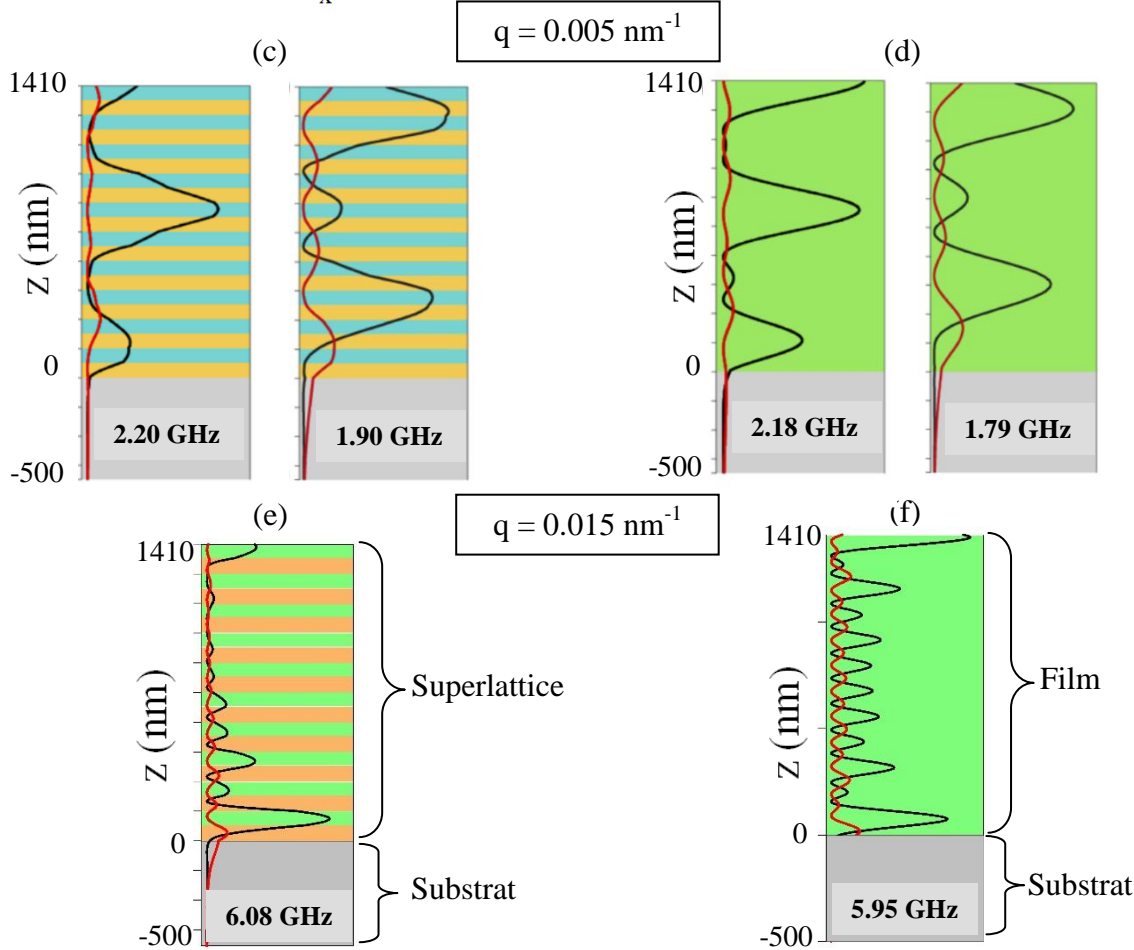 x
q = 0.005 nm-1
(c)
(d)
1410
1410
Z (nm)
Z (nm)
0
0
2.20 GHz
1.90 GHz
2.18 GHz
1.79 GHz
-500
-500
(e)
q = 0.015 nm-1
(f)
1410
1410
Superlattice
Film
Z (nm)
Z (nm)
0
0
Substrat
Substrat
6.08 GHz
5.95 GHz
-500
-500